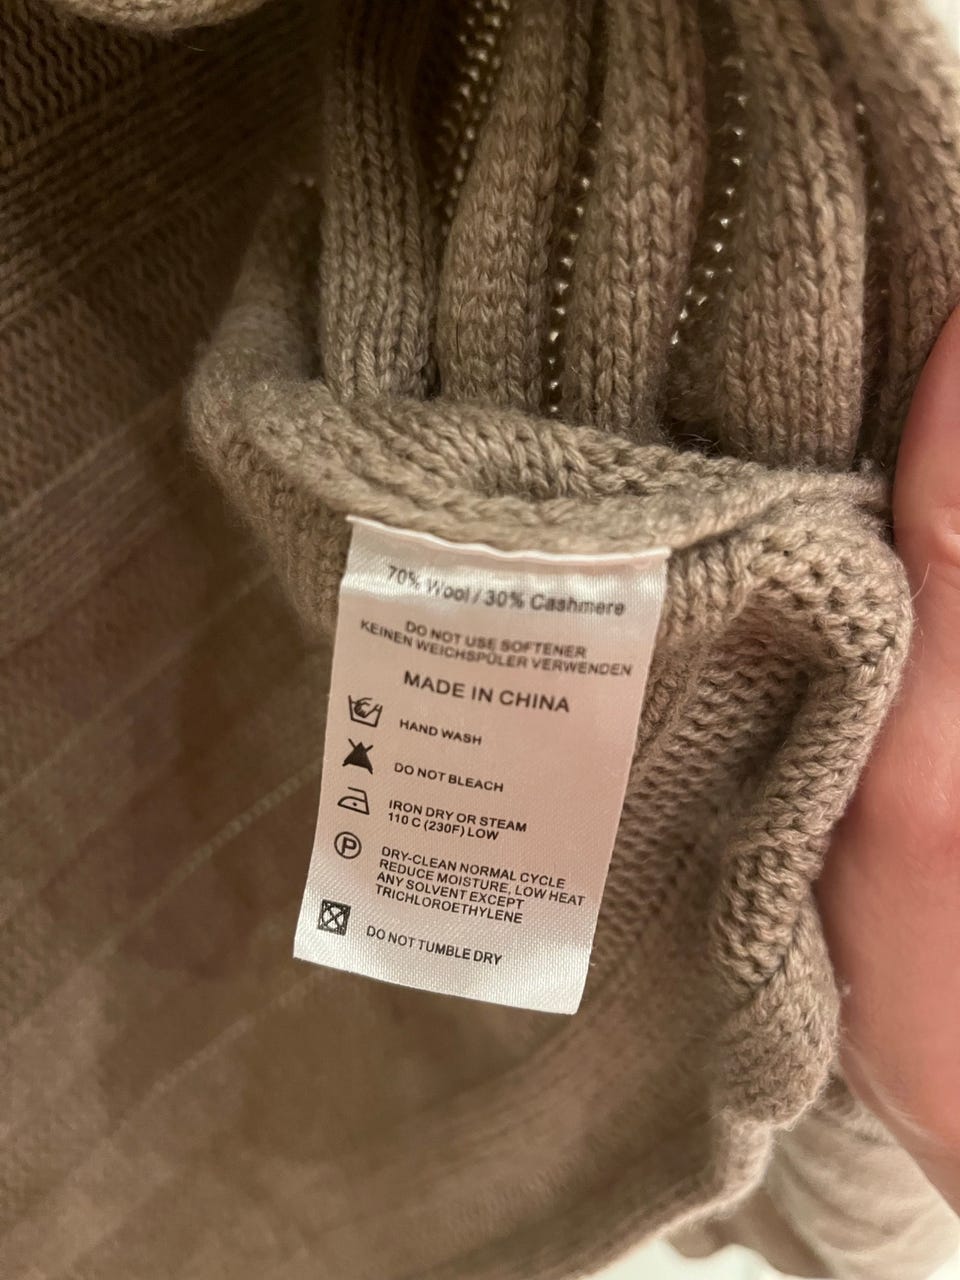 70% Wool / 30% Cashmere
DO NOT USE SOFTENER
KEINEN WEICHSPÜLER VERWENDEN
MADE IN CHINA
HAND WASH
DO NOT BLEACH
IRON DRY OR STEAM
110 C (230F) LOW
P
DRY-CLEAN NORMAL CYCLE
REDUCE MOISTURE, LOW HEAT
ANY SOLVENT EXCEPT
TRICHLOROETHYLENE
DO NOT TUMBLE DRY